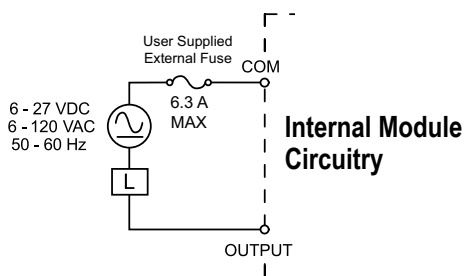 User Supplied
External Fuse
COM
6.3 A
MAX
6 - 27 VDC
6 - 120 VAC
50 - 60 Hz
L
Internal Module
Circuitry
OUTPUT